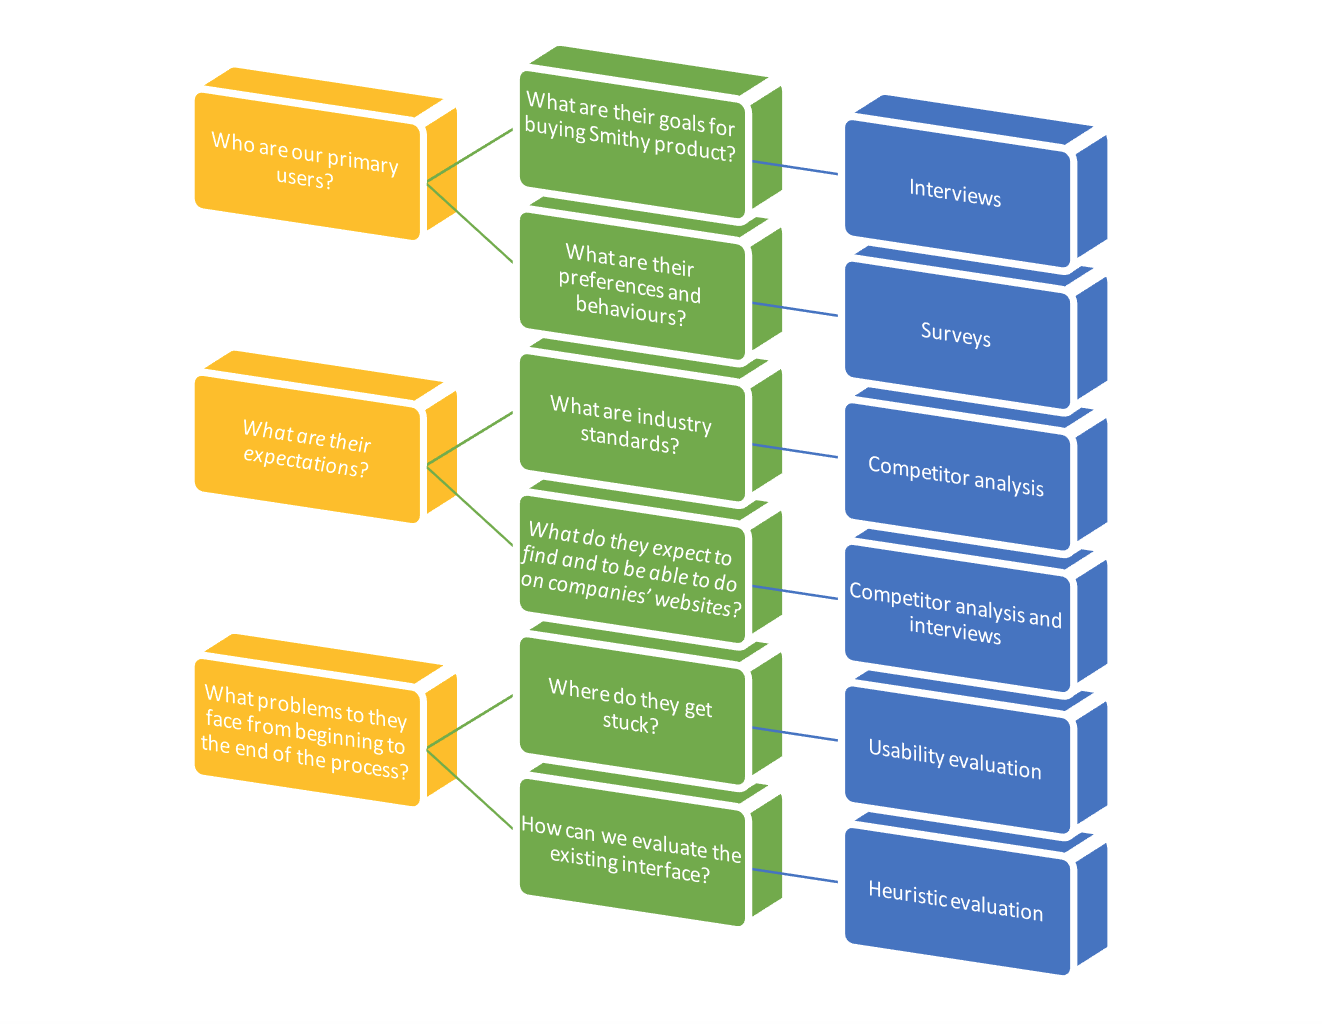 Who are our primary
users?
What are their goals for
buying Smithy product?
Interviews
What are their
preferences and
behaviours?
Surveys
What are their
expectations?
What are industry
standards?
Competitor analysis
What do they expect to
find and to be able to do
on companies’ websites?
Competitor analysis and
interviews
What problems to they
face from beginning to
the end of the process?
Where do they get
stuck?
Usability evaluation
How can we evaluate the
existing interface?
Heuristic evaluation